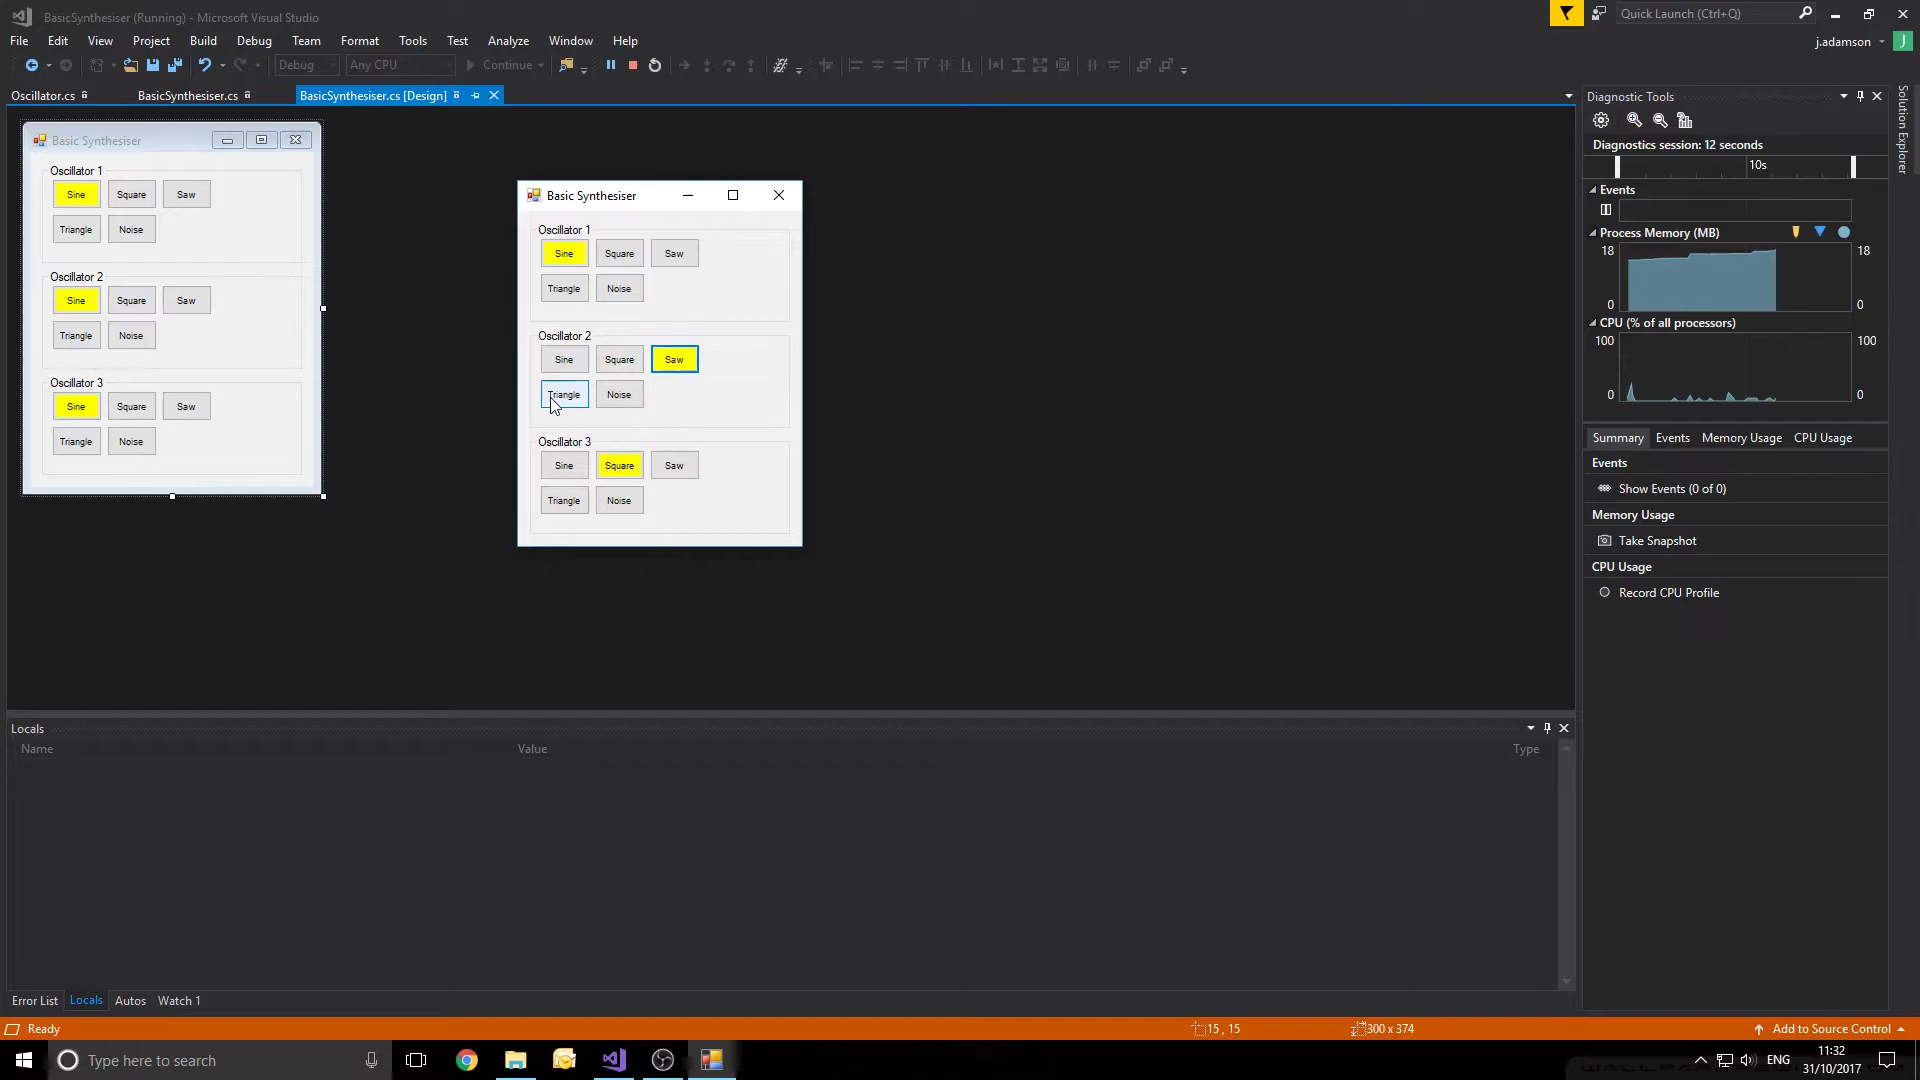 BasicSynthesiser (Running) - Microsoft Visual Studio
Quick Launch (Ctrl+Q)
File Edit View Project Build Debug Team Format Tools Test Analyze Window Help
j.adamson J
Debug Any CPU Continue
Oscillator.cs BasicSynthesiser.cs BasicSynthesiser.cs [Design]
Basic Synthesiser
Oscillator 1
Sine Square Saw
Triangle Noise
Oscillator 2
Sine Square Saw
Triangle Noise
Oscillator 3
Sine Square Saw
Triangle Noise
Basic Synthesiser
Oscillator 1
Sine Square Saw
Triangle Noise
Oscillator 2
Sine Square Saw
Triangle Noise
Oscillator 3
Sine Square Saw
Triangle Noise
Diagnostic Tools
Diagnostics session: 12 seconds
10s
Events
Process Memory (MB)
18 18
0 0
CPU (% of all processors)
100 100
0 0
Summary Events Memory Usage CPU Usage
Events
Show Events (0 of 0)
Memory Usage
Take Snapshot
CPU Usage
Record CPU Profile
Solution Explorer
Locals
Name Value Type
Error List Locals Autos Watch 1
Ready 15 , 15 300 x 374 Add to Source Control
Type here to search
ENG
11:32
31/10/2017